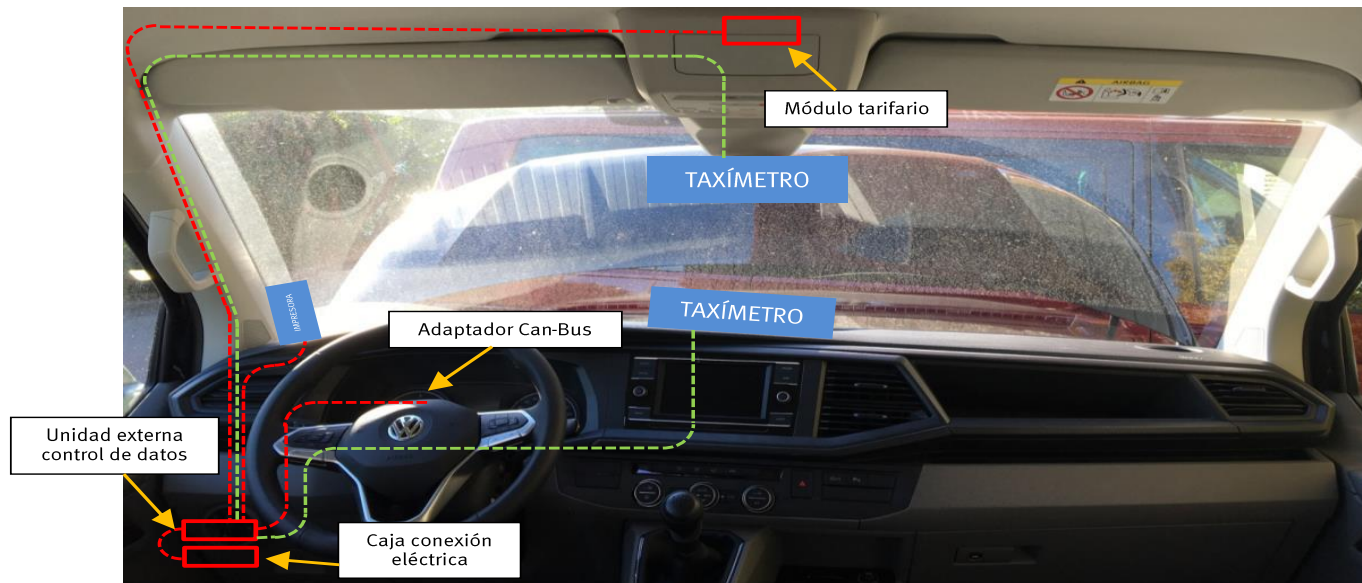 AIRBAG
Módulo tarifario
TAXÍMETRO
IMPRESORA
TAXÍMETRO
Adaptador Can-Bus
Unidad externa
control de datos
Caja conexión
eléctrica